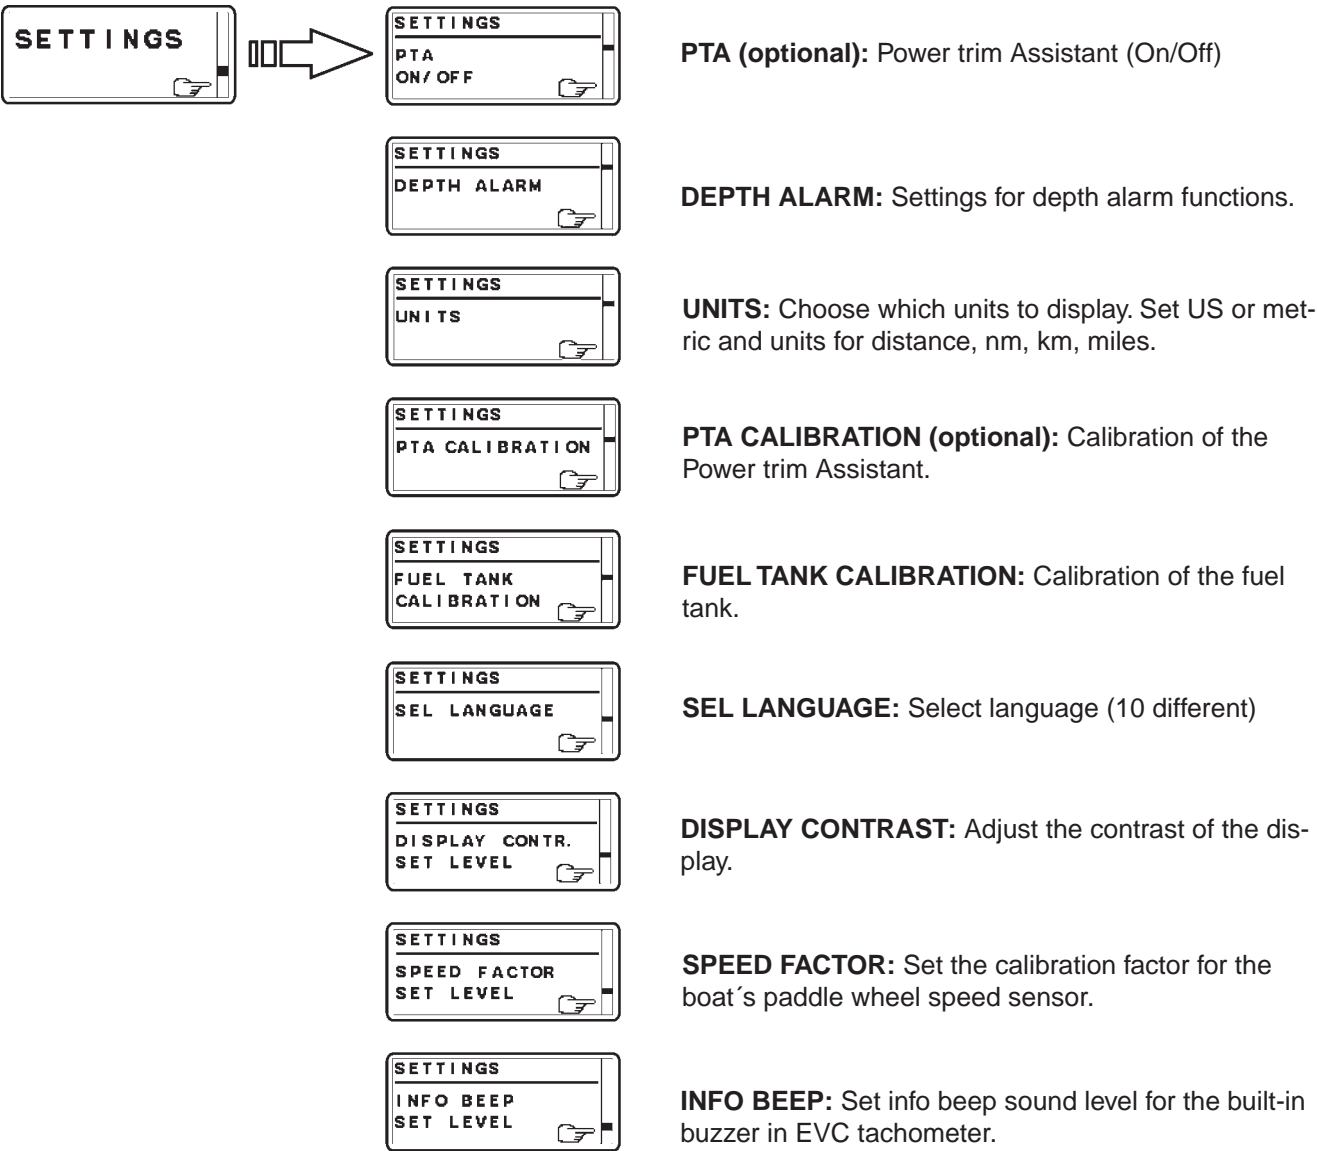 SETTINGS
SETTINGS
PTA
ON/OFF
PTA (optional): Power trim Assistant (On/Off)
SETTINGS
DEPTH ALARM
DEPTH ALARM: Settings for depth alarm functions.
SETTINGS
UNITS
UNITS: Choose which units to display. Set US or met-
ric and units for distance, nm, km, miles.
SETTINGS
PTA CALIBRATION
PTA CALIBRATION (optional): Calibration of the
Power trim Assistant.
SETTINGS
FUEL TANK
CALIBRATION
FUEL TANK CALIBRATION: Calibration of the fuel
tank.
SETTINGS
SEL LANGUAGE
SEL LANGUAGE: Select language (10 different)
SETTINGS
DISPLAY CONTR.
SET LEVEL
DISPLAY CONTRAST: Adjust the contrast of the dis-
play.
SETTINGS
SPEED FACTOR
SET LEVEL
SPEED FACTOR: Set the calibration factor for the
boat´s paddle wheel speed sensor.
SETTINGS
INFO BEEP
SET LEVEL
INFO BEEP: Set info beep sound level for the built-in
buzzer in EVC tachometer.